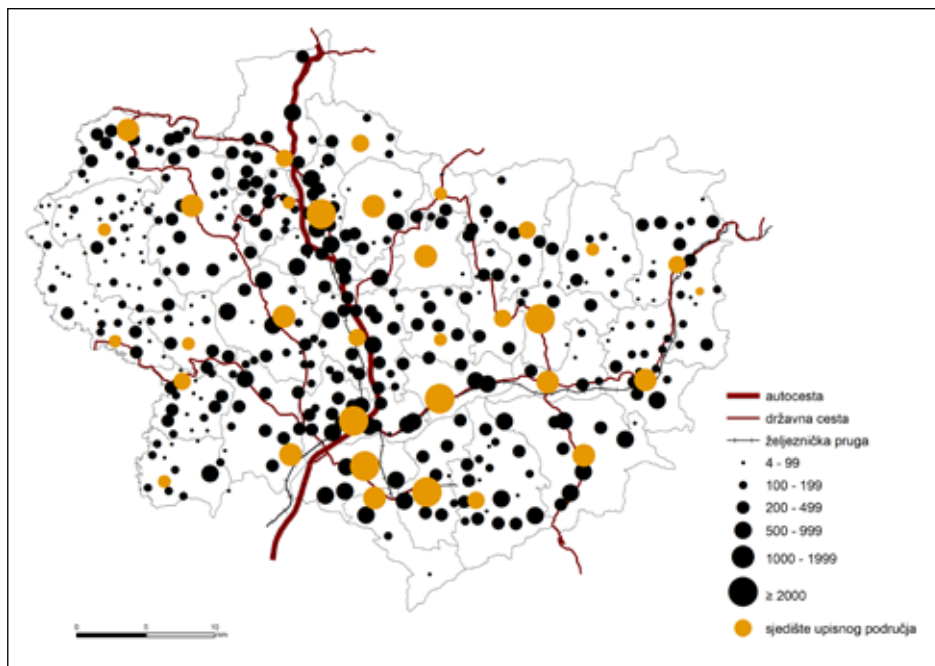 autocesta
državna cesta
željeznička pruga
4 - 99
100 - 199
200 - 499
500 - 999
1000 - 1999
≥ 2000
sjedište upisnog područja
0 5 10
km